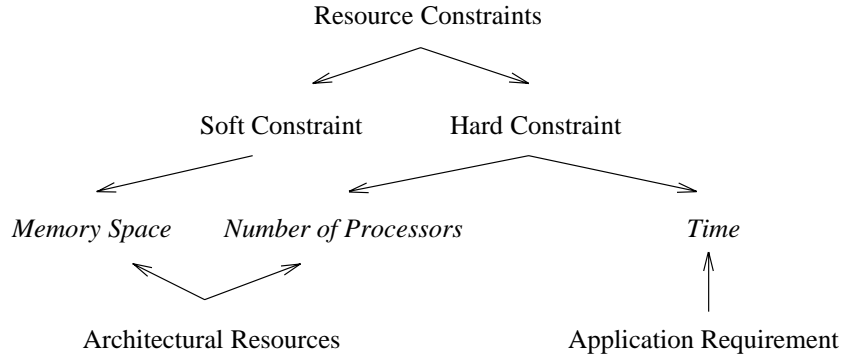 Resource Constraints
Soft Constraint
Hard Constraint
Memory Space
Number of Processors
Time
Architectural Resources
Application Requirement